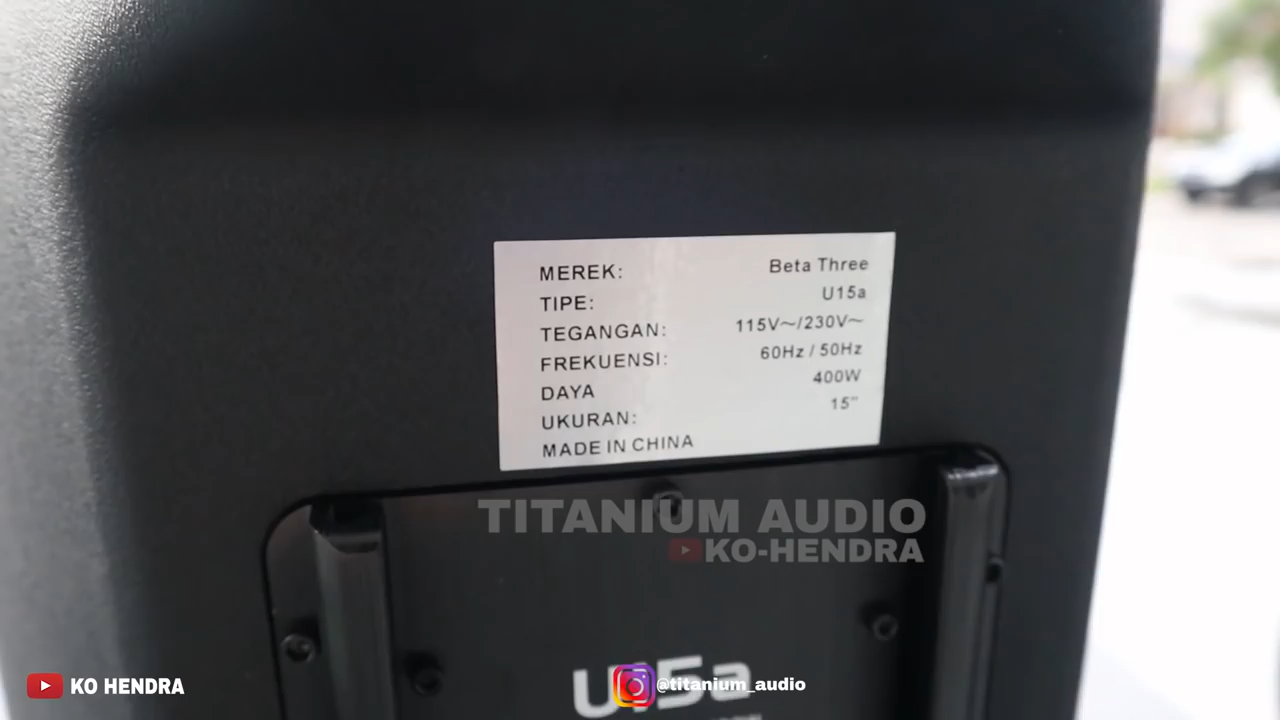 MEREK: Beta Three
TIPE: U15a
TEGANGAN: 115V～/230V～
FREKUENSI: 60Hz / 50Hz
DAYA 400W
UKURAN: 15"
MADE IN CHINA
TITANIUM AUDIO
KO-HENDRA
U15a
KO HENDRA
@titanium_audio